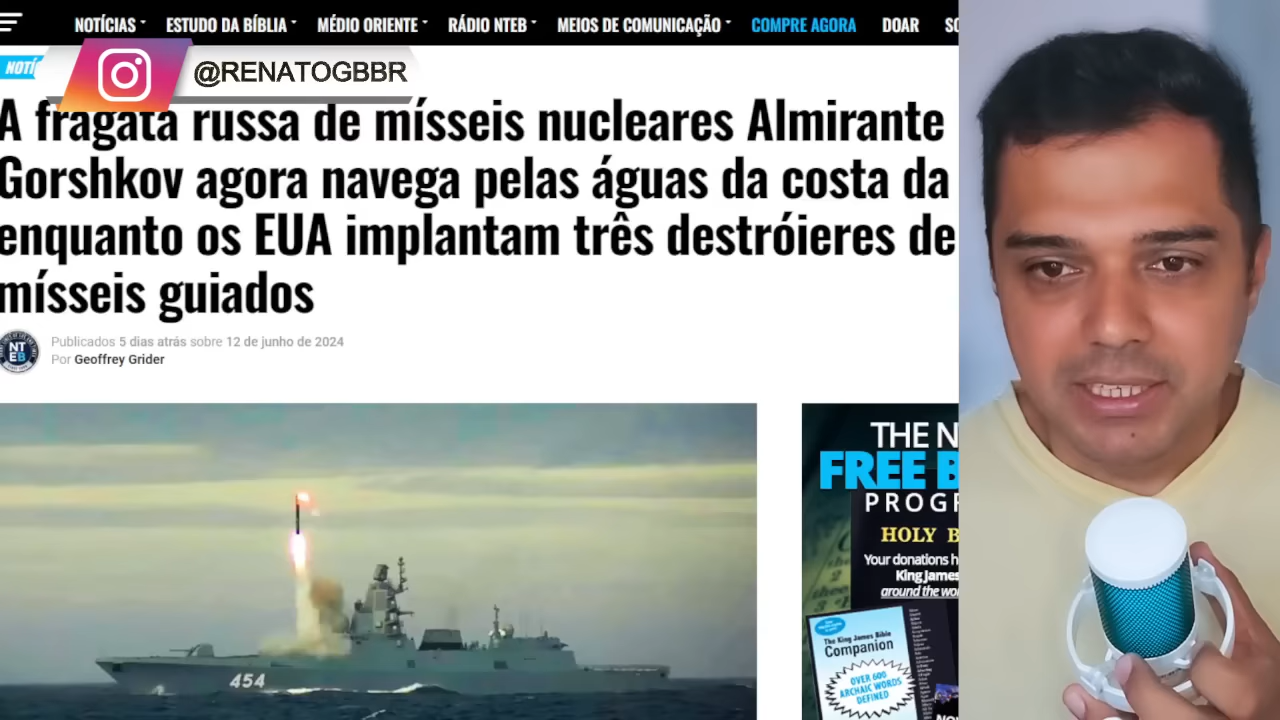 NOTÍCIAS ESTUDO DA BÍBLIA MÉDIO ORIENTE RÁDIO NTEB MEIOS DE COMUNICAÇÃO COMPRE AGORA DOAR
@RENATOGBBR
A fragata russa de mísseis nucleares Almirante
Gorshkov agora navega pelas águas da costa da
enquanto os EUA implantam três destróieres de
mísseis guiados
NT
EB
Publicados 5 dias atrás sobre 12 de junho de 2024
Por Geoffrey Grider
454
THE N
FREE B
PROG
HOLY B
Your donations h
King James
around the wo
The King James Bible
Companion
OVER 600
ARCHAIC WORDS
DEFINED